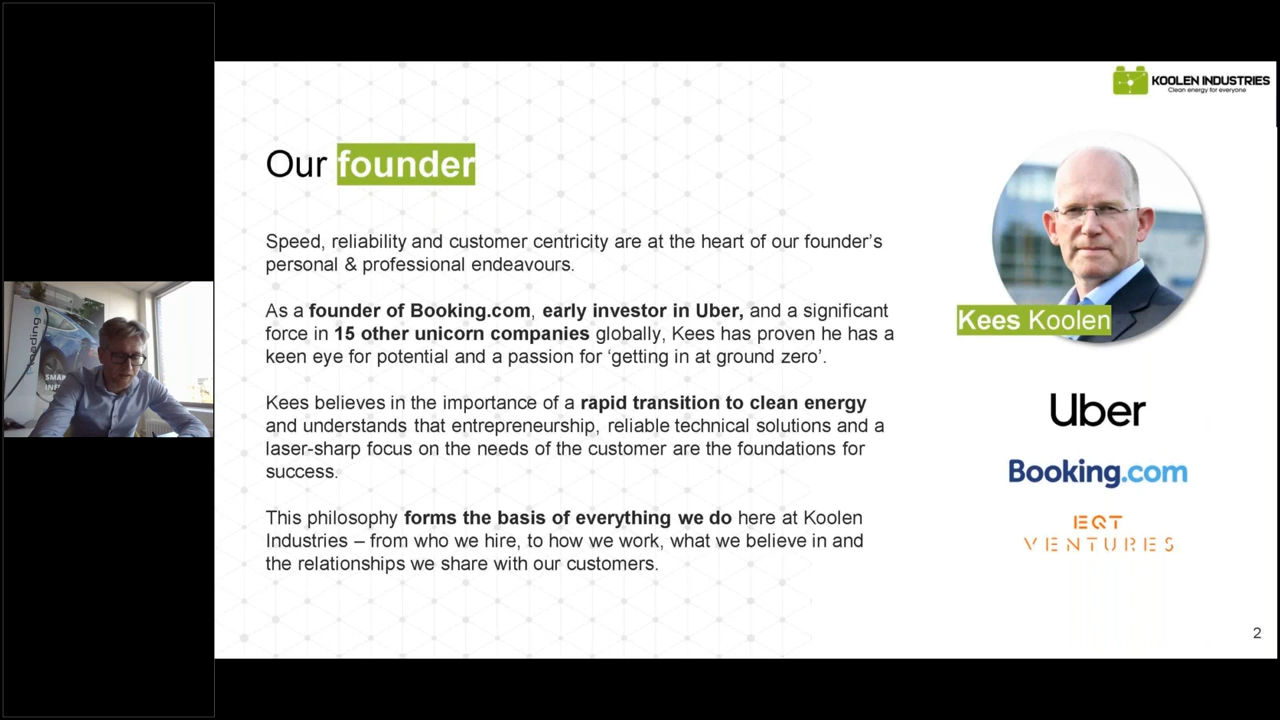 KOOLEN INDUSTRIES
Clean energy for everyone
Our founder
Speed, reliability and customer centricity are at the heart of our founder’s
personal & professional endeavours.
As a founder of Booking.com, early investor in Uber, and a significant
force in 15 other unicorn companies globally, Kees has proven he has a
keen eye for potential and a passion for ‘getting in at ground zero’.
Kees believes in the importance of a rapid transition to clean energy
and understands that entrepreneurship, reliable technical solutions and a
laser-sharp focus on the needs of the customer are the foundations for
success.
This philosophy forms the basis of everything we do here at Koolen
Industries – from who we hire, to how we work, what we believe in and
the relationships we share with our customers.
Kees Koolen
Uber
Booking.com
EQT
VENTURES
2